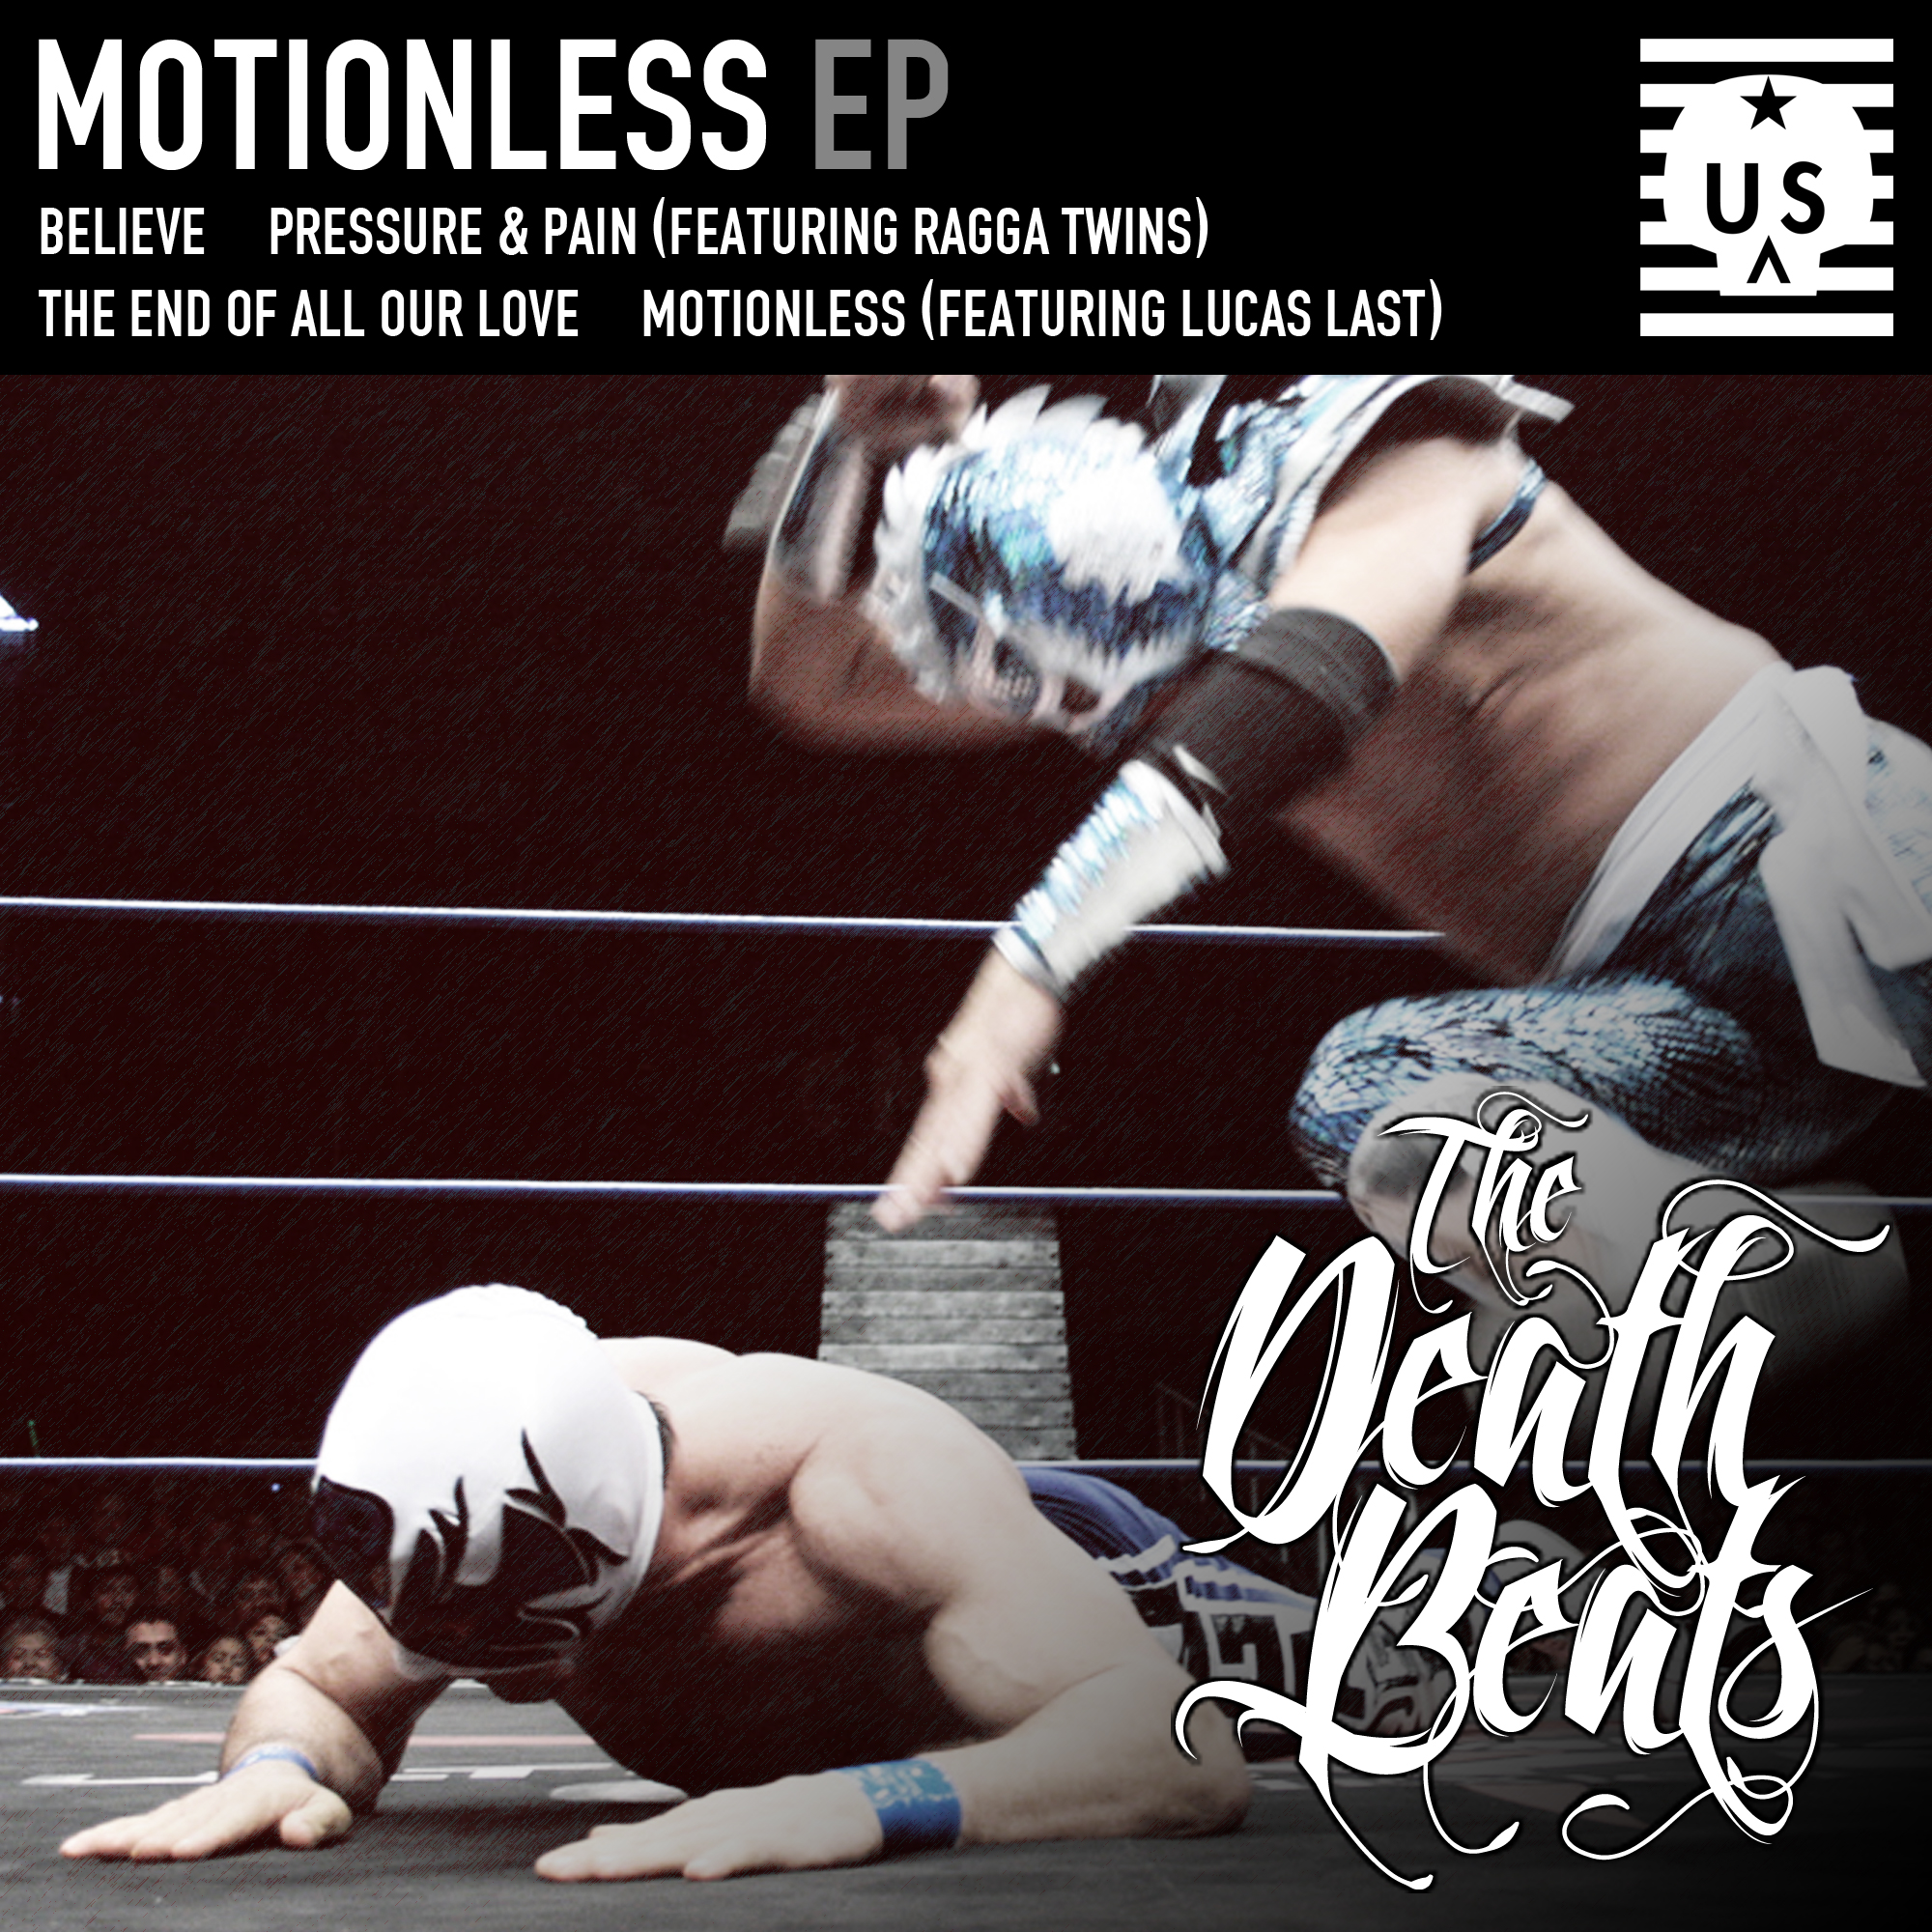 MOTIONLESS EP
BELIEVE PRESSURE & PAIN (FEATURING RAGGA TWINS)
THE END OF ALL OUR LOVE MOTIONLESS (FEATURING LUCAS LAST)
US
The
Death
Beats